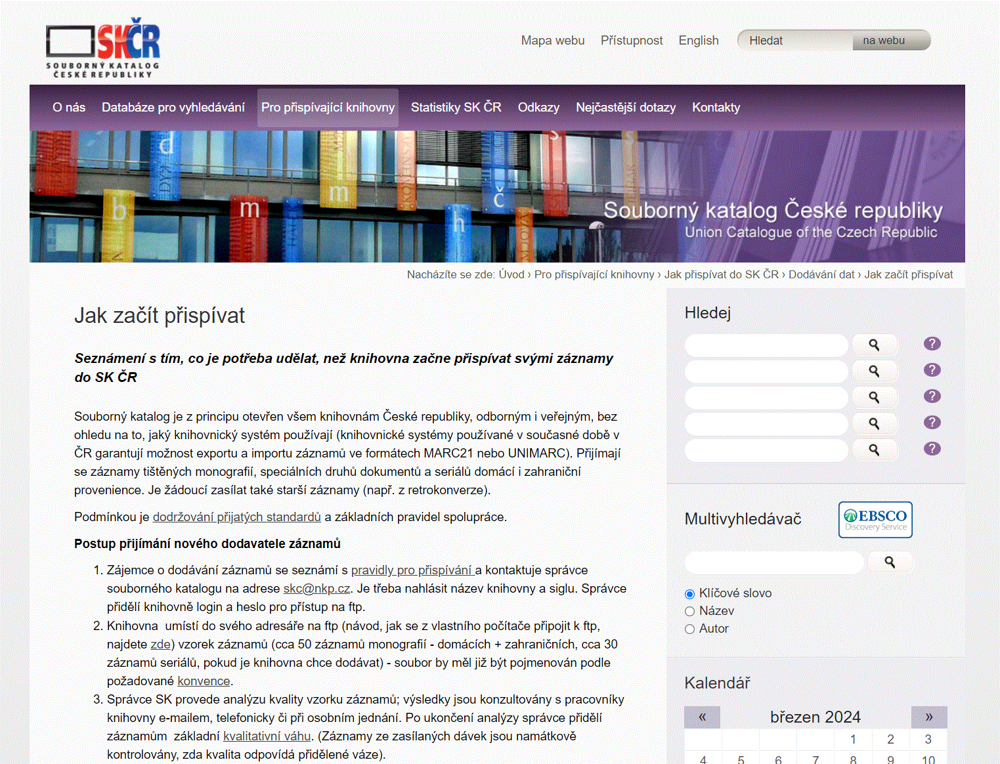 SKČR
SOUBORNÝ KATALOG
ČESKÉ REPUBLIKY
Mapa webu Přístupnost English Hledat na webu
O nás Databáze pro vyhledávání Pro přispívající knihovny Statistiky SK ČR Odkazy Nejčastější dotazy Kontakty
d
b
m
m
h
č
s
Souborný katalog České republiky
Union Catalogue of the Czech Republic
Nacházíte se zde: Úvod › Pro přispívající knihovny › Jak přispívat do SK ČR › Dodávání dat › Jak začít přispívat
Jak začít přispívat
Seznámení s tím, co je potřeba udělat, než knihovna začne přispívat svými záznamy
do SK ČR
Souborný katalog je z principu otevřen všem knihovnám České republiky, odborným i veřejným, bez
ohledu na to, jaký knihovnický systém používají (knihovnické systémy používané v současné době v
ČR garantují možnost exportu a importu záznamů ve formátech MARC21 nebo UNIMARC). Přijímají
se záznamy tištěných monografií, speciálních druhů dokumentů a seriálů domácí i zahraniční
provenience. Je žádoucí zasílat také starší záznamy (např. z retrokonverze).
Podmínkou je dodržování přijatých standardů a základních pravidel spolupráce.
Postup přijímání nového dodavatele záznamů
1. Zájemce o dodávání záznamů se seznámí s pravidly pro přispívání a kontaktuje správce
souborného katalogu na adrese skc@nkp.cz. Je třeba nahlásit název knihovny a siglu. Správce
přidělí knihovně login a heslo pro přístup na ftp.
2. Knihovna umístí do svého adresáře na ftp (návod, jak se z vlastního počítače připojit k ftp,
najdete zde) vzorek záznamů (cca 50 záznamů monografií - domácích + zahraničních, cca 30
záznamů seriálů, pokud je knihovna chce dodávat) - soubor by měl již být pojmenován podle
požadované konvence.
3. Správce SK provede analýzu kvality vzorku záznamů; výsledky jsou konzultovány s pracovníky
knihovny e-mailem, telefonicky či při osobním jednání. Po ukončení analýzy správce přidělí
záznamům základní kvalitativní váhu. (Záznamy ze zasílaných dávek jsou namátkově
kontrolovány, zda kvalita odpovídá přidělené váze).
Hledej
?
?
?
?
?
Multivyhledávač
EBSCO
Discovery Service
Klíčové slovo
Název
Autor
Kalendář
« březen 2024 »
1 2 3
4 5 6 7 8 9 10